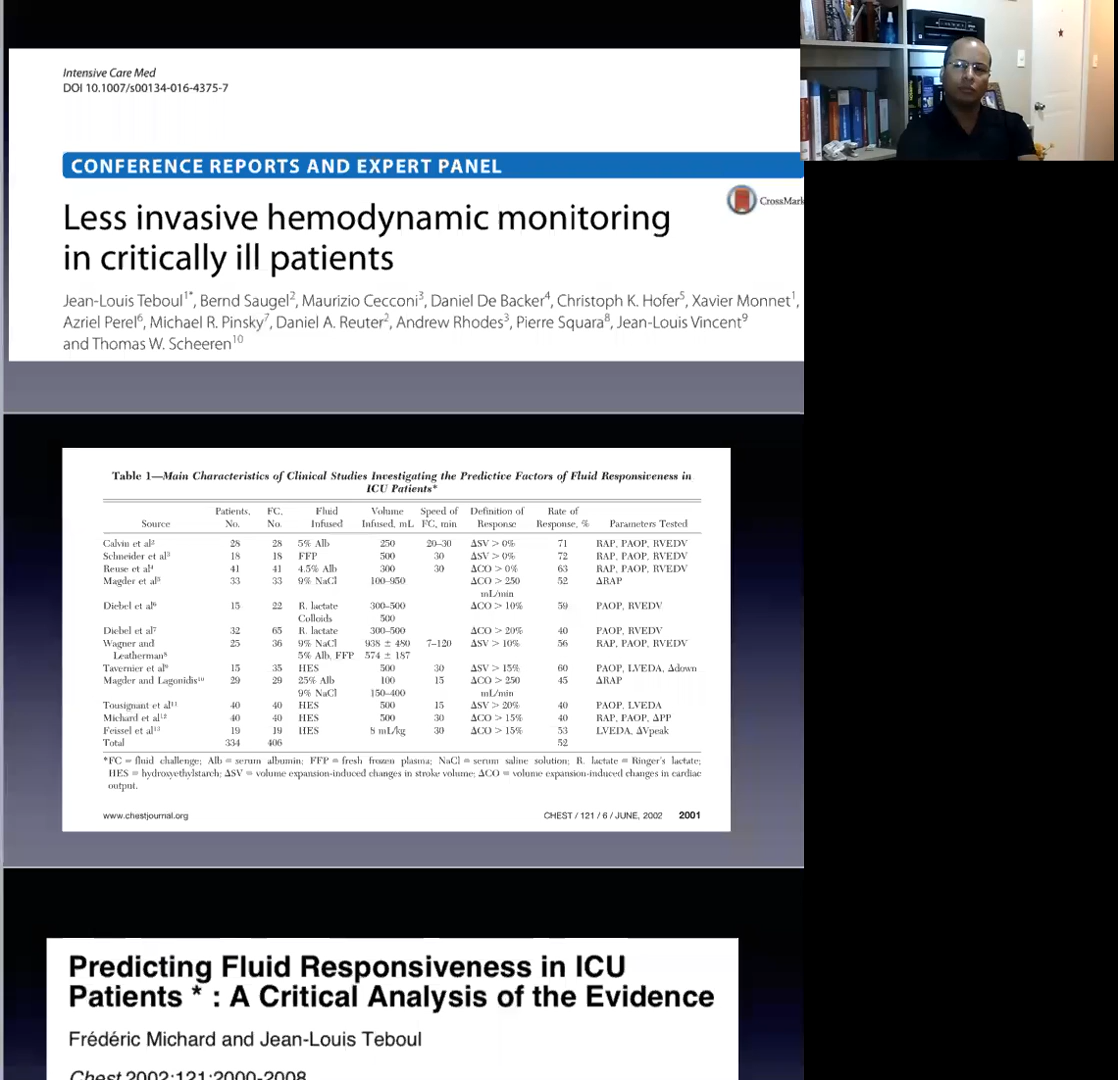 Intensive Care Med
DOI 10.1007/s00134-016-4375-7
CONFERENCE REPORTS AND EXPERT PANEL
CrossMark
Less invasive hemodynamic monitoring
in critically ill patients
Jean-Louis Teboul1*, Bernd Saugel2, Maurizio Cecconi3, Daniel De Backer4, Christoph K. Hofer5, Xavier Monnet1,
Azriel Perel6, Michael R. Pinsky7, Daniel A. Reuter2, Andrew Rhodes3, Pierre Squara8, Jean-Louis Vincent9
and Thomas W. Scheeren10
Table 1—Main Characteristics of Clinical Studies Investigating the Predictive Factors of Fluid Responsiveness in
ICU Patients*
Patients, FC, Fluid Volume Speed of Definition of Rate of
Source No. No. Infused Infused, mL FC, min Response Response, % Parameters Tested
Calvin et al2 28 28 5% Alb 250 20–30 ΔSV > 0% 71 RAP, PAOP, RVEDV
Schneider et al3 18 18 FFP 500 30 ΔSV > 0% 72 RAP, PAOP, RVEDV
Reuse et al4 41 41 4.5% Alb 300 30 ΔCO > 0% 63 RAP, PAOP, RVEDV
Magder et al5 33 33 9% NaCl 100–950 ΔCO > 250 52 ΔRAP
mL/min
Diebel et al6 15 22 R. lactate 300–500 ΔCO > 10% 59 PAOP, RVEDV
Colloids 500
Diebel et al7 32 65 R. lactate 300–500 ΔCO > 20% 40 PAOP, RVEDV
Wagner and 25 36 9% NaCl 938 ± 480 7–120 ΔSV > 10% 56 RAP, PAOP, RVEDV
Leatherman8 5% Alb, FFP 574 ± 187
Tavernier et al9 15 35 HES 500 30 ΔSV > 15% 60 PAOP, LVEDA, Δdown
Magder and Lagonidis10 29 29 25% Alb 100 15 ΔCO > 250 45 ΔRAP
9% NaCl 150–400 mL/min
Tousignant et al11 40 40 HES 500 15 ΔSV > 20% 40 PAOP, LVEDA
Michard et al12 40 40 HES 500 30 ΔCO > 15% 40 RAP, PAOP, ΔPP
Feissel et al13 19 19 HES 8 mL/kg 30 ΔCO > 15% 53 LVEDA, ΔVpeak
Total 334 406 52
*FC = fluid challenge; Alb = serum albumin; FFP = fresh frozen plasma; NaCl = serum saline solution; R. lactate = Ringer's lactate;
HES = hydroxyethylstarch; ΔSV = volume expansion-induced changes in stroke volume; ΔCO = volume expansion-induced changes in cardiac
output.
www.chestjournal.org CHEST / 121 / 6 / JUNE, 2002 2001
Predicting Fluid Responsiveness in ICU
Patients * : A Critical Analysis of the Evidence
Frédéric Michard and Jean-Louis Teboul
Chest 2002;121;2000-2008